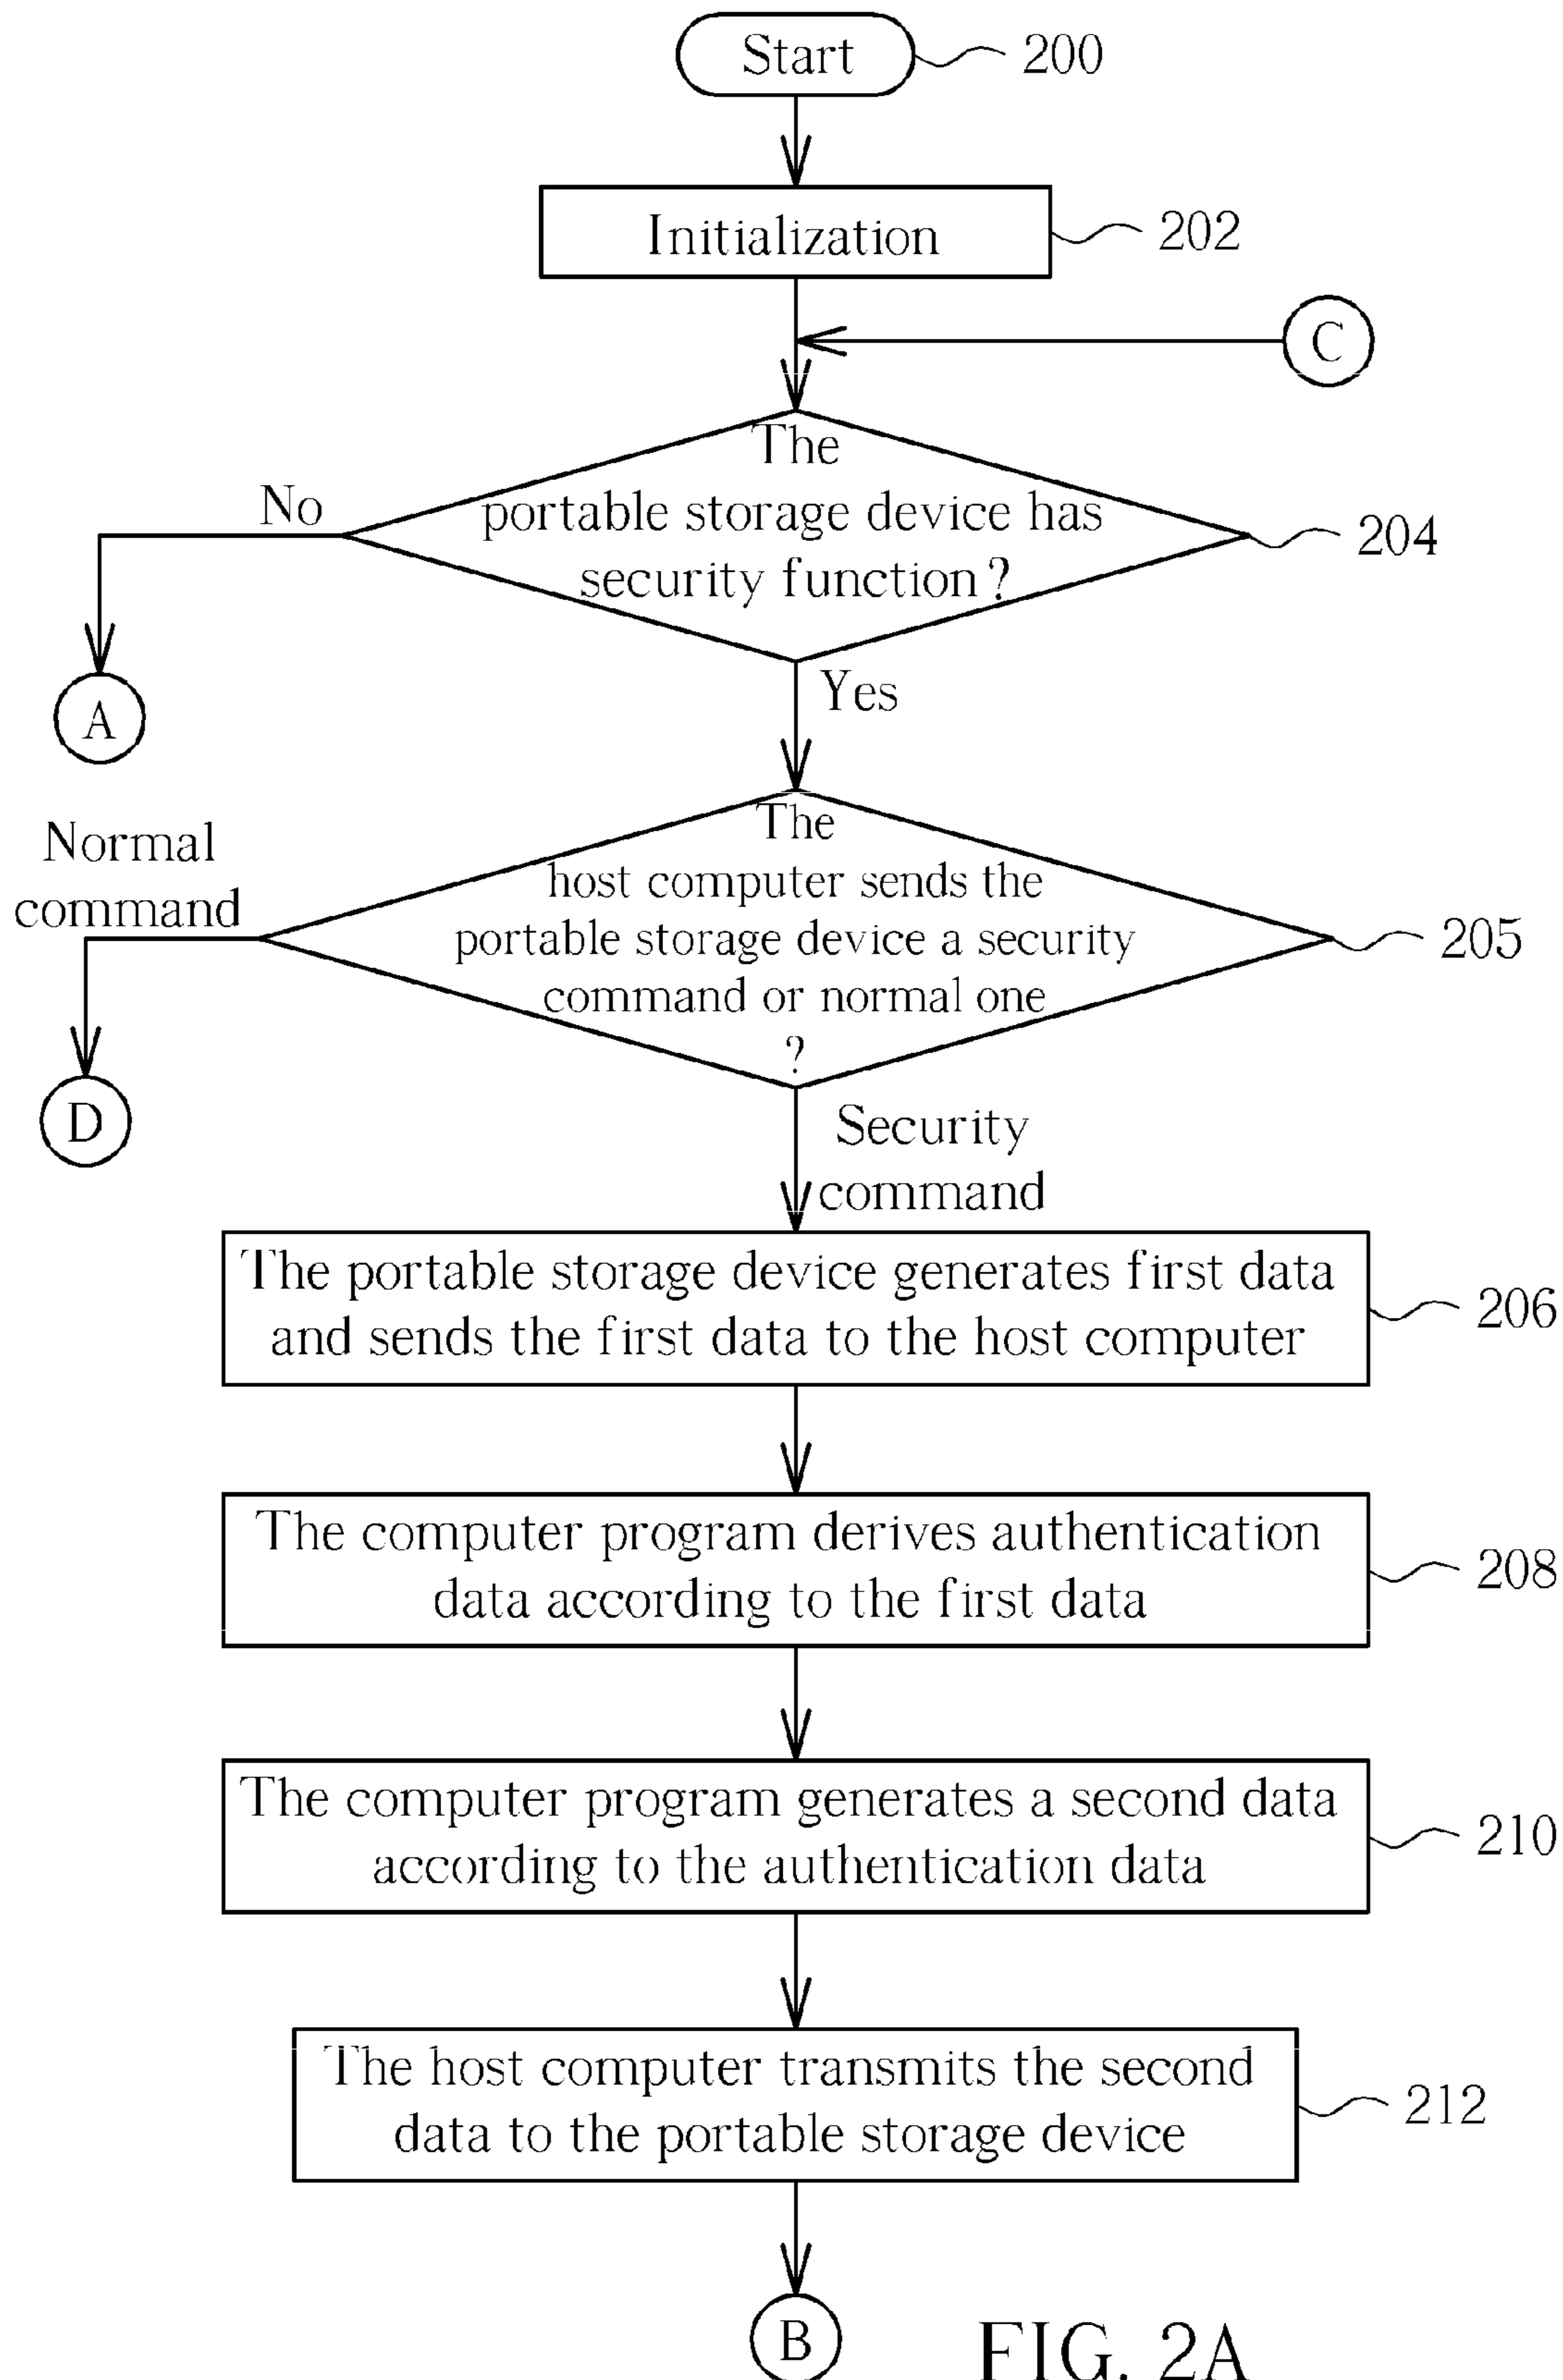 Start
200
Initialization
202
C
The
portable storage device has
security function?
No
204
A
Yes
Normal
command
The
host computer sends the
portable storage device a security
command or normal one
?
205
D
Security
command
The portable storage device generates first data
and sends the first data to the host computer
206
The computer program derives authentication
data according to the first data
208
The computer program generates a second data
according to the authentication data
210
The host computer transmits the second
data to the portable storage device
212
B
FIG. 2A